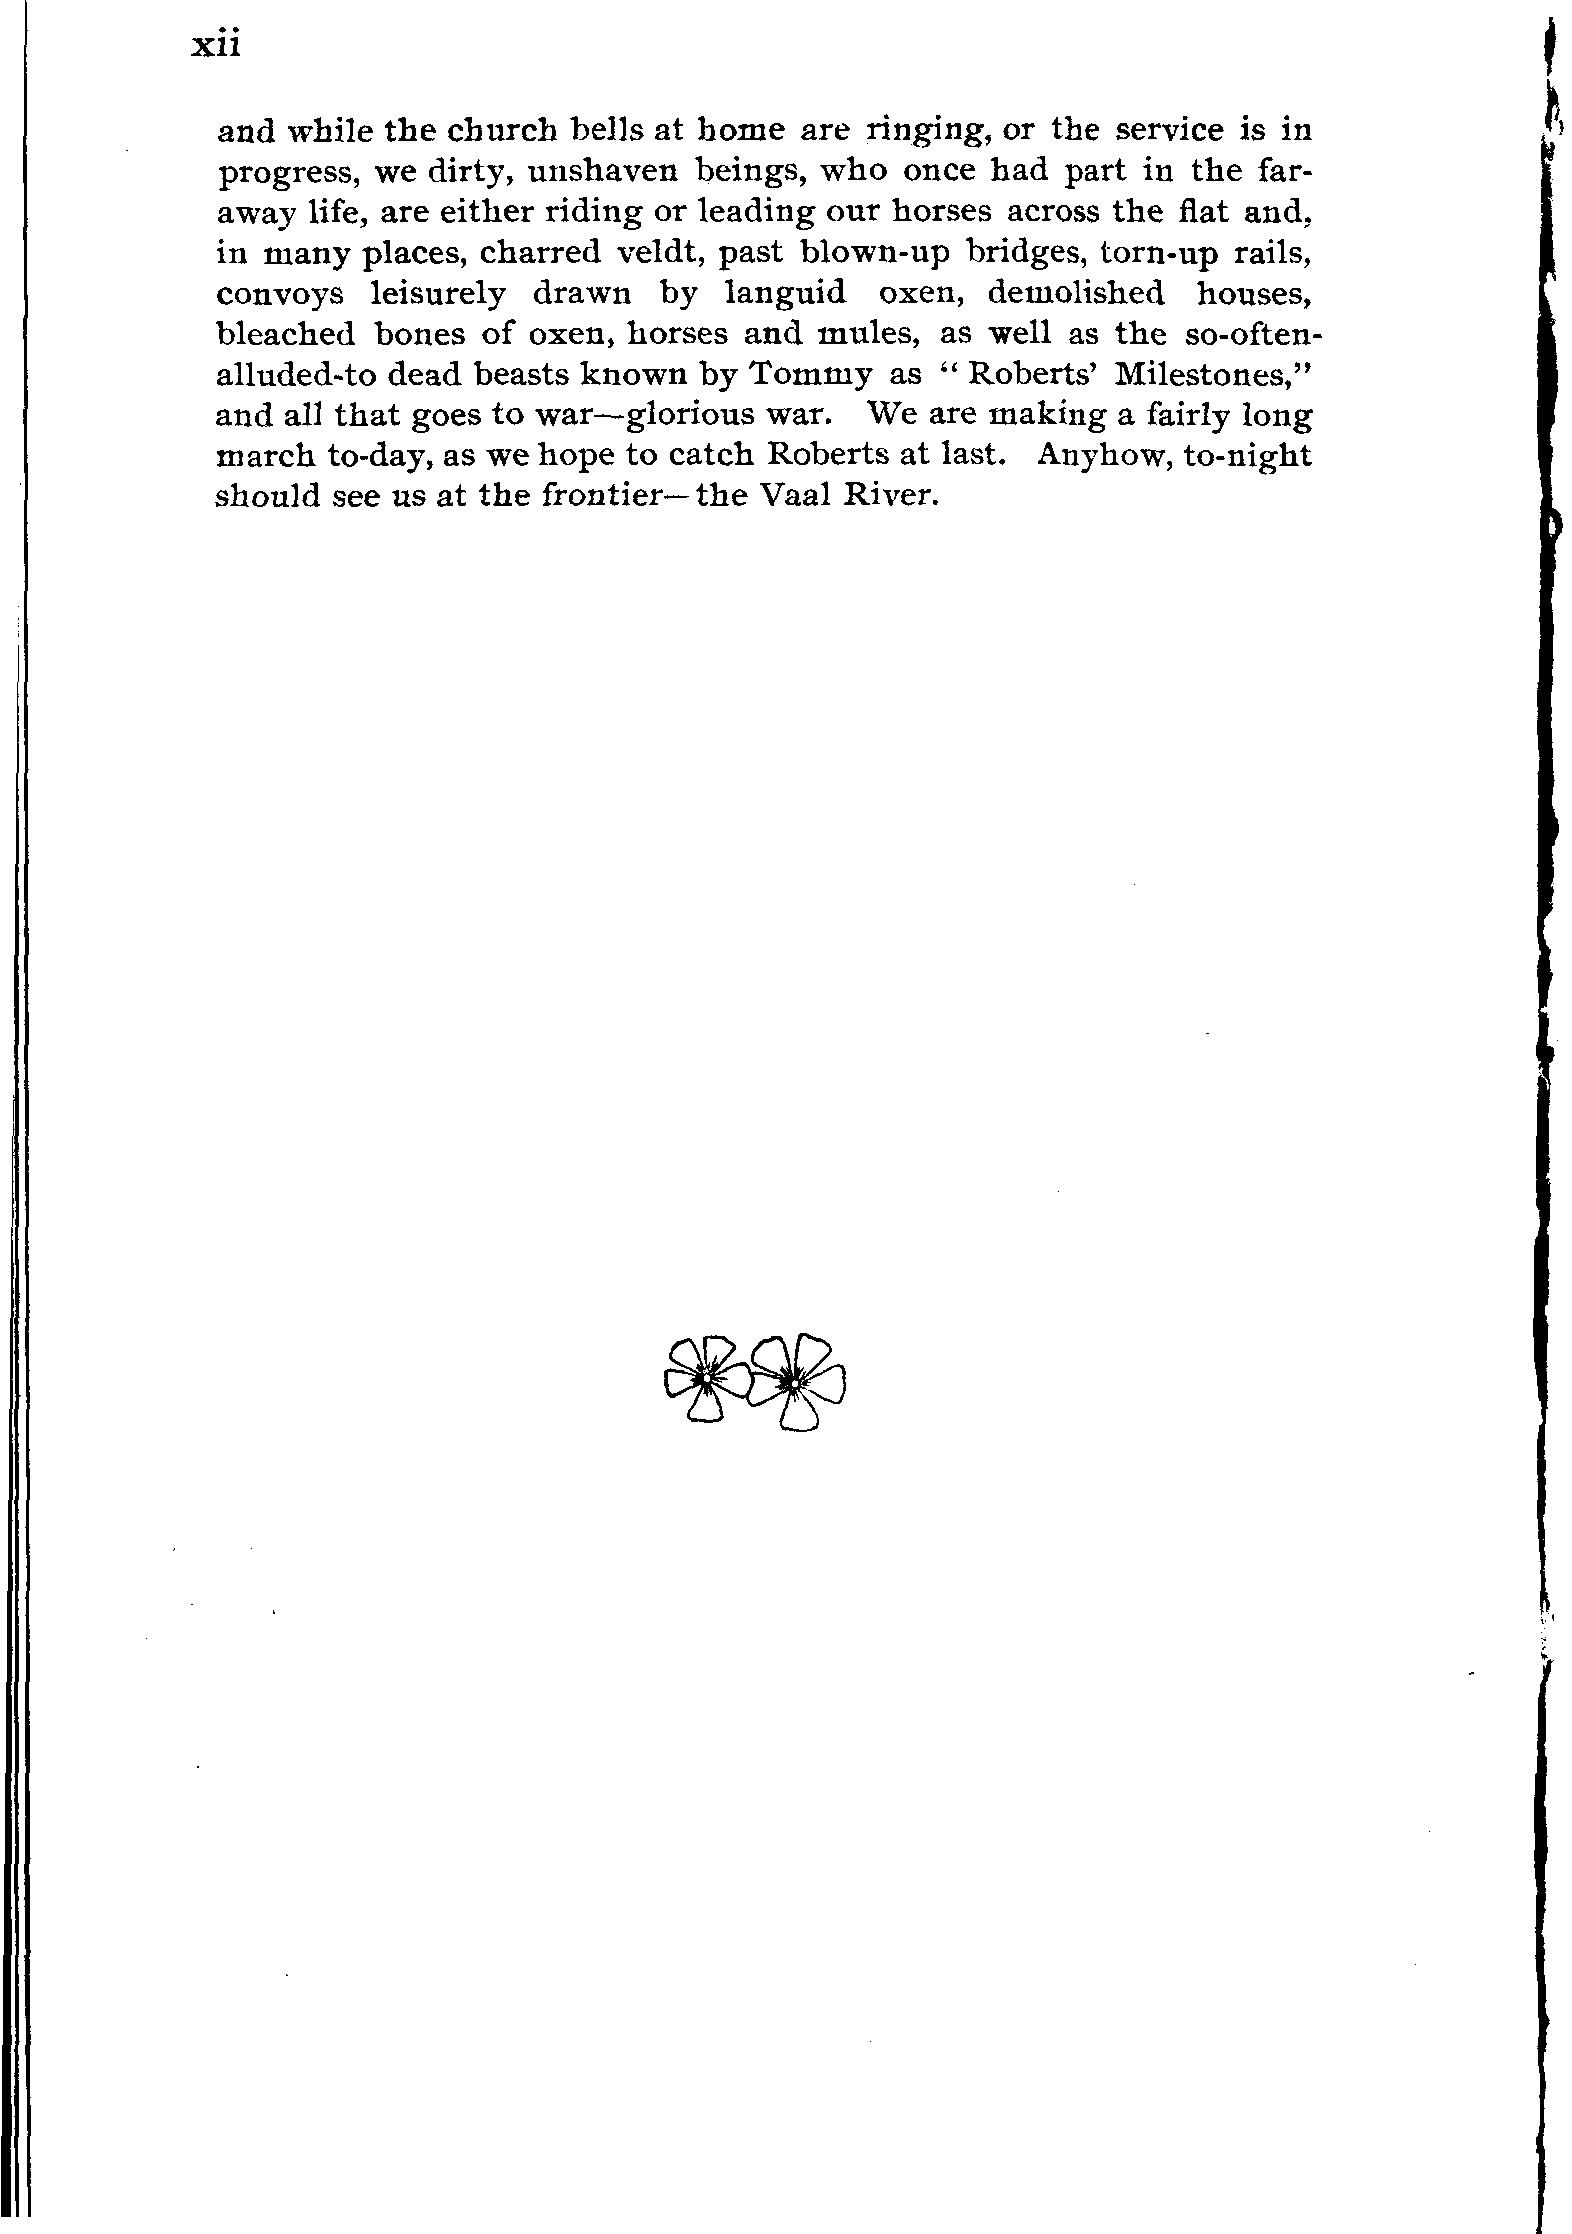 xii
and while the church bells at home are ringing, or the service is in
progress, we dirty, unshaven beings, who once had part in the far-
away life, are either riding or leading our horses across the flat and,
in many places, charred veldt, past blown-up bridges, torn-up rails,
convoys leisurely drawn by languid oxen, demolished houses,
bleached bones of oxen, horses and mules, as well as the so-often-
alluded-to dead beasts known by Tommy as “ Roberts’ Milestones,”
and all that goes to war—glorious war. We are making a fairly long
march to-day, as we hope to catch Roberts at last. Anyhow, to-night
should see us at the frontier—the Vaal River.